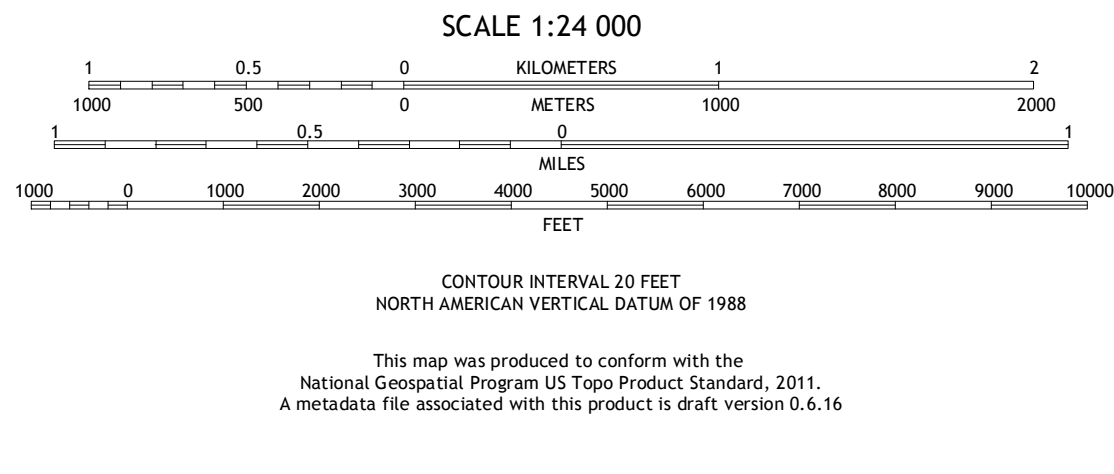 SCALE 1:24 000
1 0.5 0 KILOMETERS 1 2
1000 500 0 METERS 1000 2000
1 0.5 0 1
MILES
1000 0 1000 2000 3000 4000 5000 6000 7000 8000 9000 10000
FEET
CONTOUR INTERVAL 20 FEET
NORTH AMERICAN VERTICAL DATUM OF 1988
This map was produced to conform with the
National Geospatial Program US Topo Product Standard, 2011.
A metadata file associated with this product is draft version 0.6.16